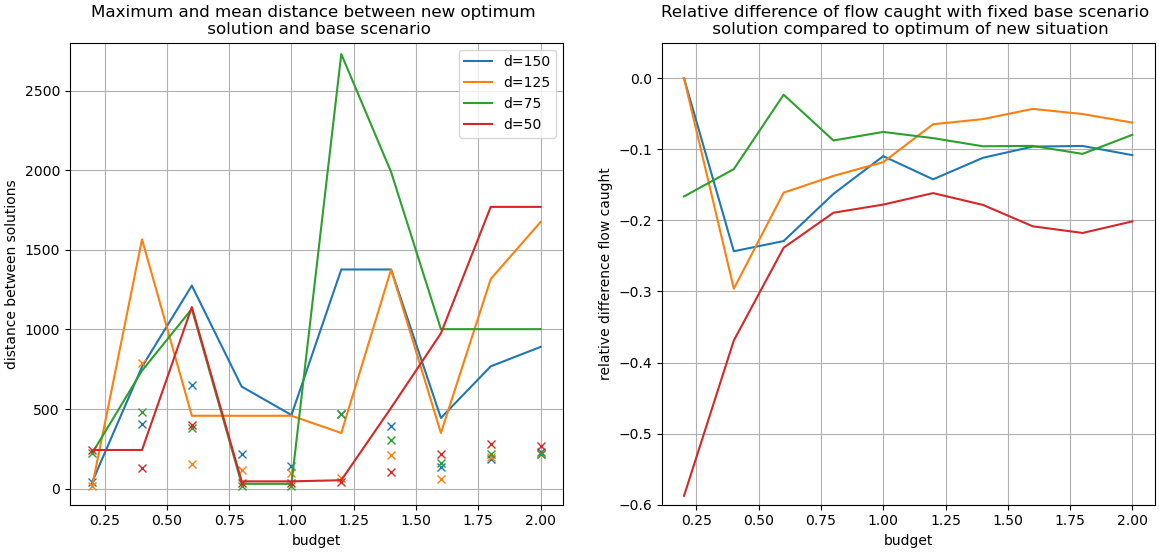 Maximum and mean distance between new optimum
solution and base scenario
distance between solutions
2500
2000
1500
1000
500
0
d=150
d=125
d=75
d=50
0.25 0.50 0.75 1.00 1.25 1.50 1.75 2.00
budget
Relative difference of flow caught with fixed base scenario
solution compared to optimum of new situation
relative difference flow caught
0.0
−0.1
−0.2
−0.3
−0.4
−0.5
−0.6
0.25 0.50 0.75 1.00 1.25 1.50 1.75 2.00
budget